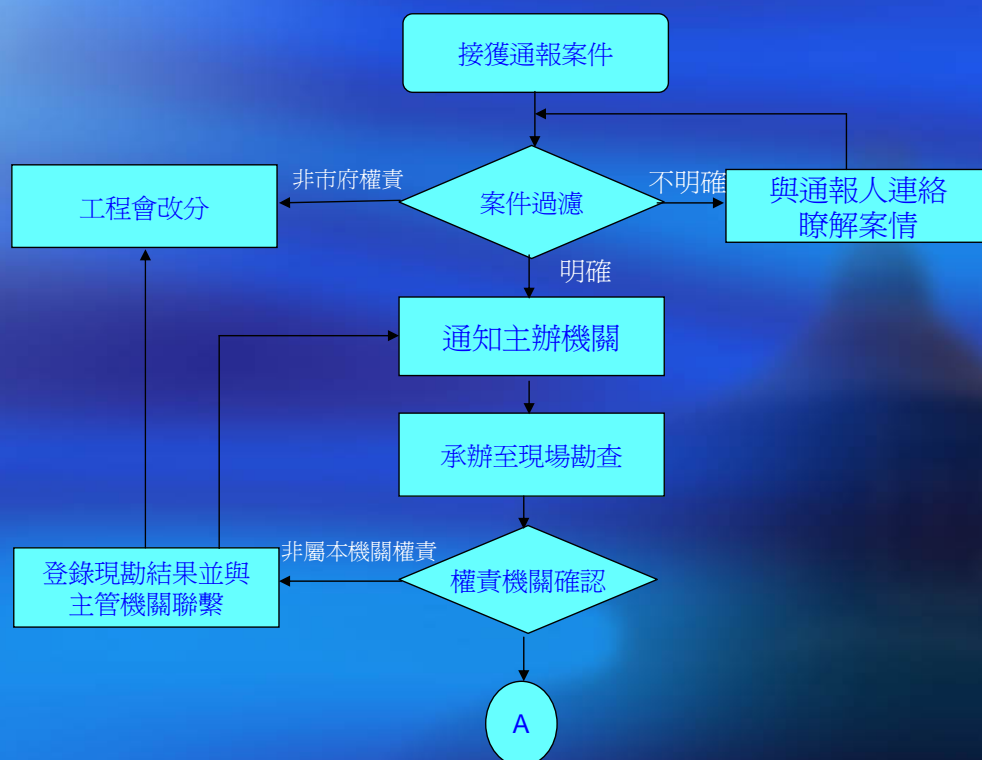 接獲通報案件
非市府權責
不明確
工程會改分
案件過濾
與通報人連絡
瞭解案情
明確
通知主辦機關
承辦至現場勘查
非屬本機關權責
登錄現勘結果並與
主管機關聯繫
權責機關確認
A